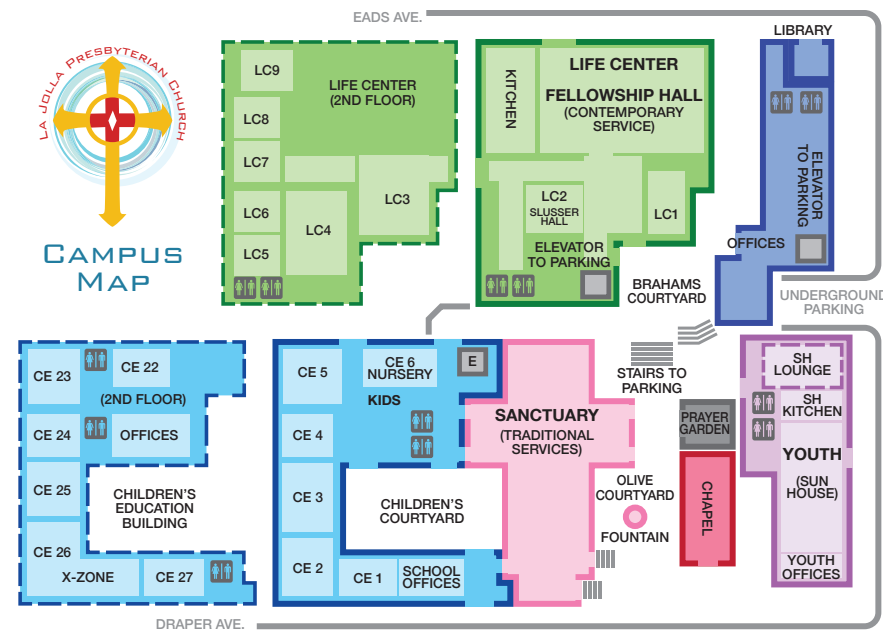 EADS AVE.
LA JOLLA PRESBYTERIAN CHURCH
CAMPUS
MAP
LC9
LIFE CENTER
(2ND FLOOR)
LC8
LC7
LC6
LC5
LC4
LC3
KITCHEN
LIFE CENTER
FELLOWSHIP HALL
(CONTEMPORARY
SERVICE)
LC2
SLUSSER
HALL
LC1
ELEVATOR
TO PARKING
LIBRARY
ELEVATOR
TO PARKING
OFFICES
BRAHAMS
COURTYARD
UNDERGROUND
PARKING
STAIRS TO
PARKING
CE 23
CE 22
(2ND FLOOR)
CE 24
OFFICES
CE 25
CHILDREN'S
EDUCATION
BUILDING
CE 26
X-ZONE
CE 27
CE 5
CE 6
NURSERY
E
KIDS
CE 4
CE 3
CHILDREN'S
COURTYARD
CE 2
CE 1
SCHOOL
OFFICES
SANCTUARY
(TRADITIONAL
SERVICES)
OLIVE
COURTYARD
FOUNTAIN
PRAYER
GARDEN
CHAPEL
SH
LOUNGE
SH
KITCHEN
YOUTH
(SUN
HOUSE)
YOUTH
OFFICES
DRAPER AVE.